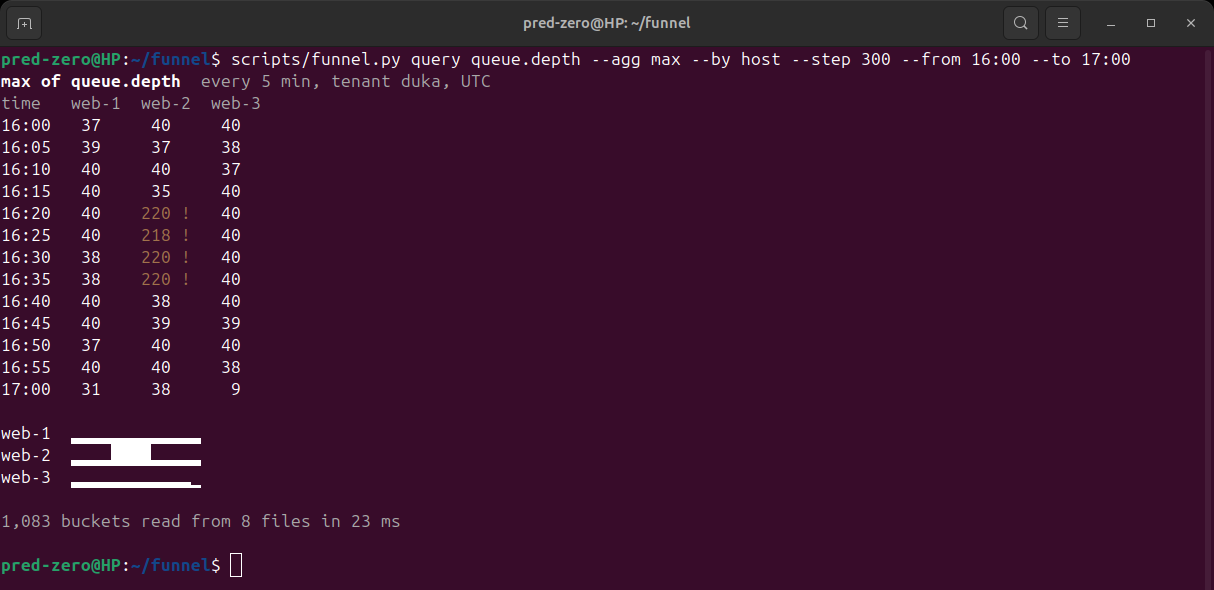 pred-zero@HP: ~/funnel
pred-zero@HP:~/funnel$ scripts/funnel.py query queue.depth --agg max --by host --step 300 --from 16:00 --to 17:00
max of queue.depth  every 5 min, tenant duka, UTC
time   web-1  web-2  web-3
16:00   37     40     40
16:05   39     37     38
16:10   40     40     37
16:15   40     35     40
16:20   40    220 !   40
16:25   40    218 !   40
16:30   38    220 !   40
16:35   38    220 !   40
16:40   40     38     40
16:45   40     39     39
16:50   37     40     40
16:55   40     40     38
17:00   31     38      9
web-1
web-2
web-3
1,083 buckets read from 8 files in 23 ms
pred-zero@HP:~/funnel$